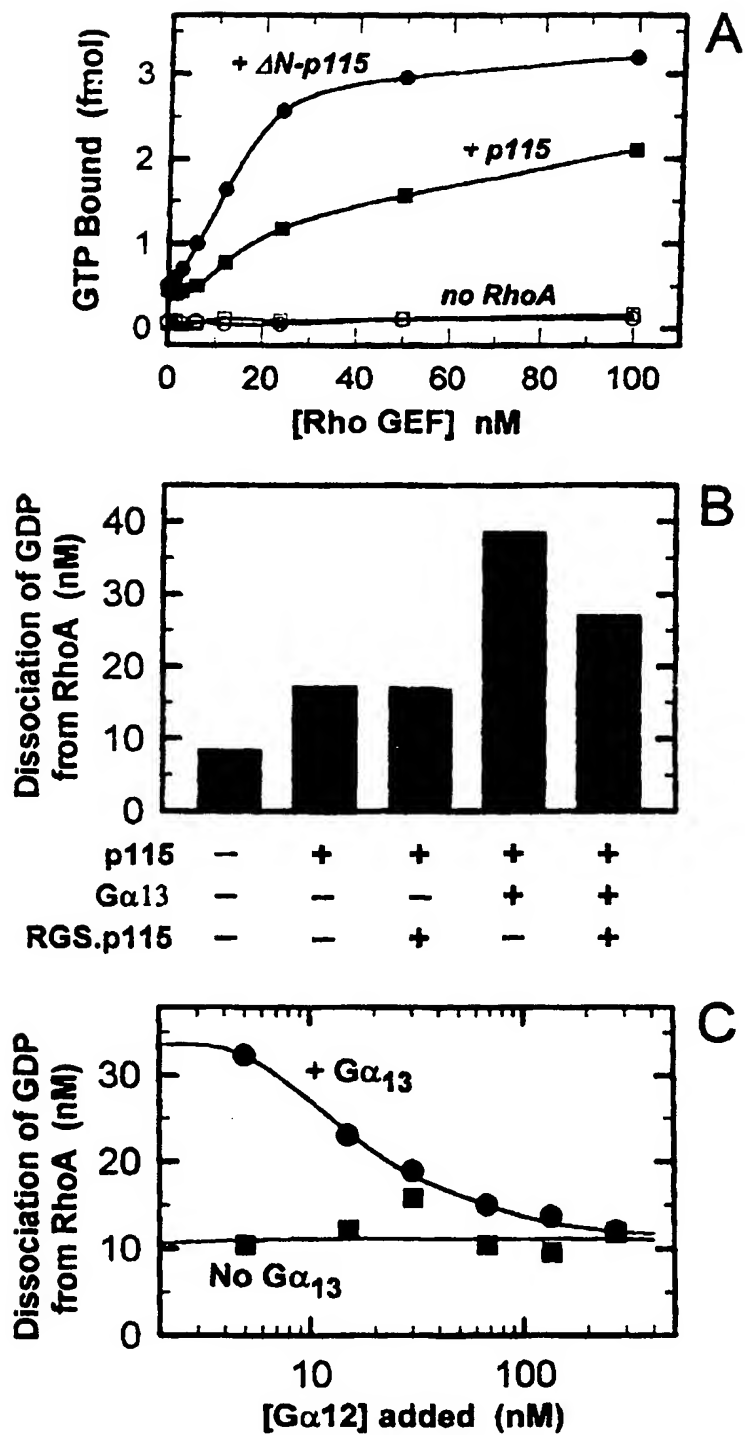 A
+ ΔN-p115
+ p115
no RhoA
GTP Bound (fmol)
3
2
1
0
0 20 40 60 80 100
[Rho GEF] nM
B
Dissociation of GDP
from RhoA (nM)
40
30
20
10
0
p115 − + + + +
Gα13 − − − + +
RGS.p115 − − + − +
C
Dissociation of GDP
from RhoA (nM)
30
20
10
0
+ Gα13
No Gα13
10 100
[Gα12] added (nM)